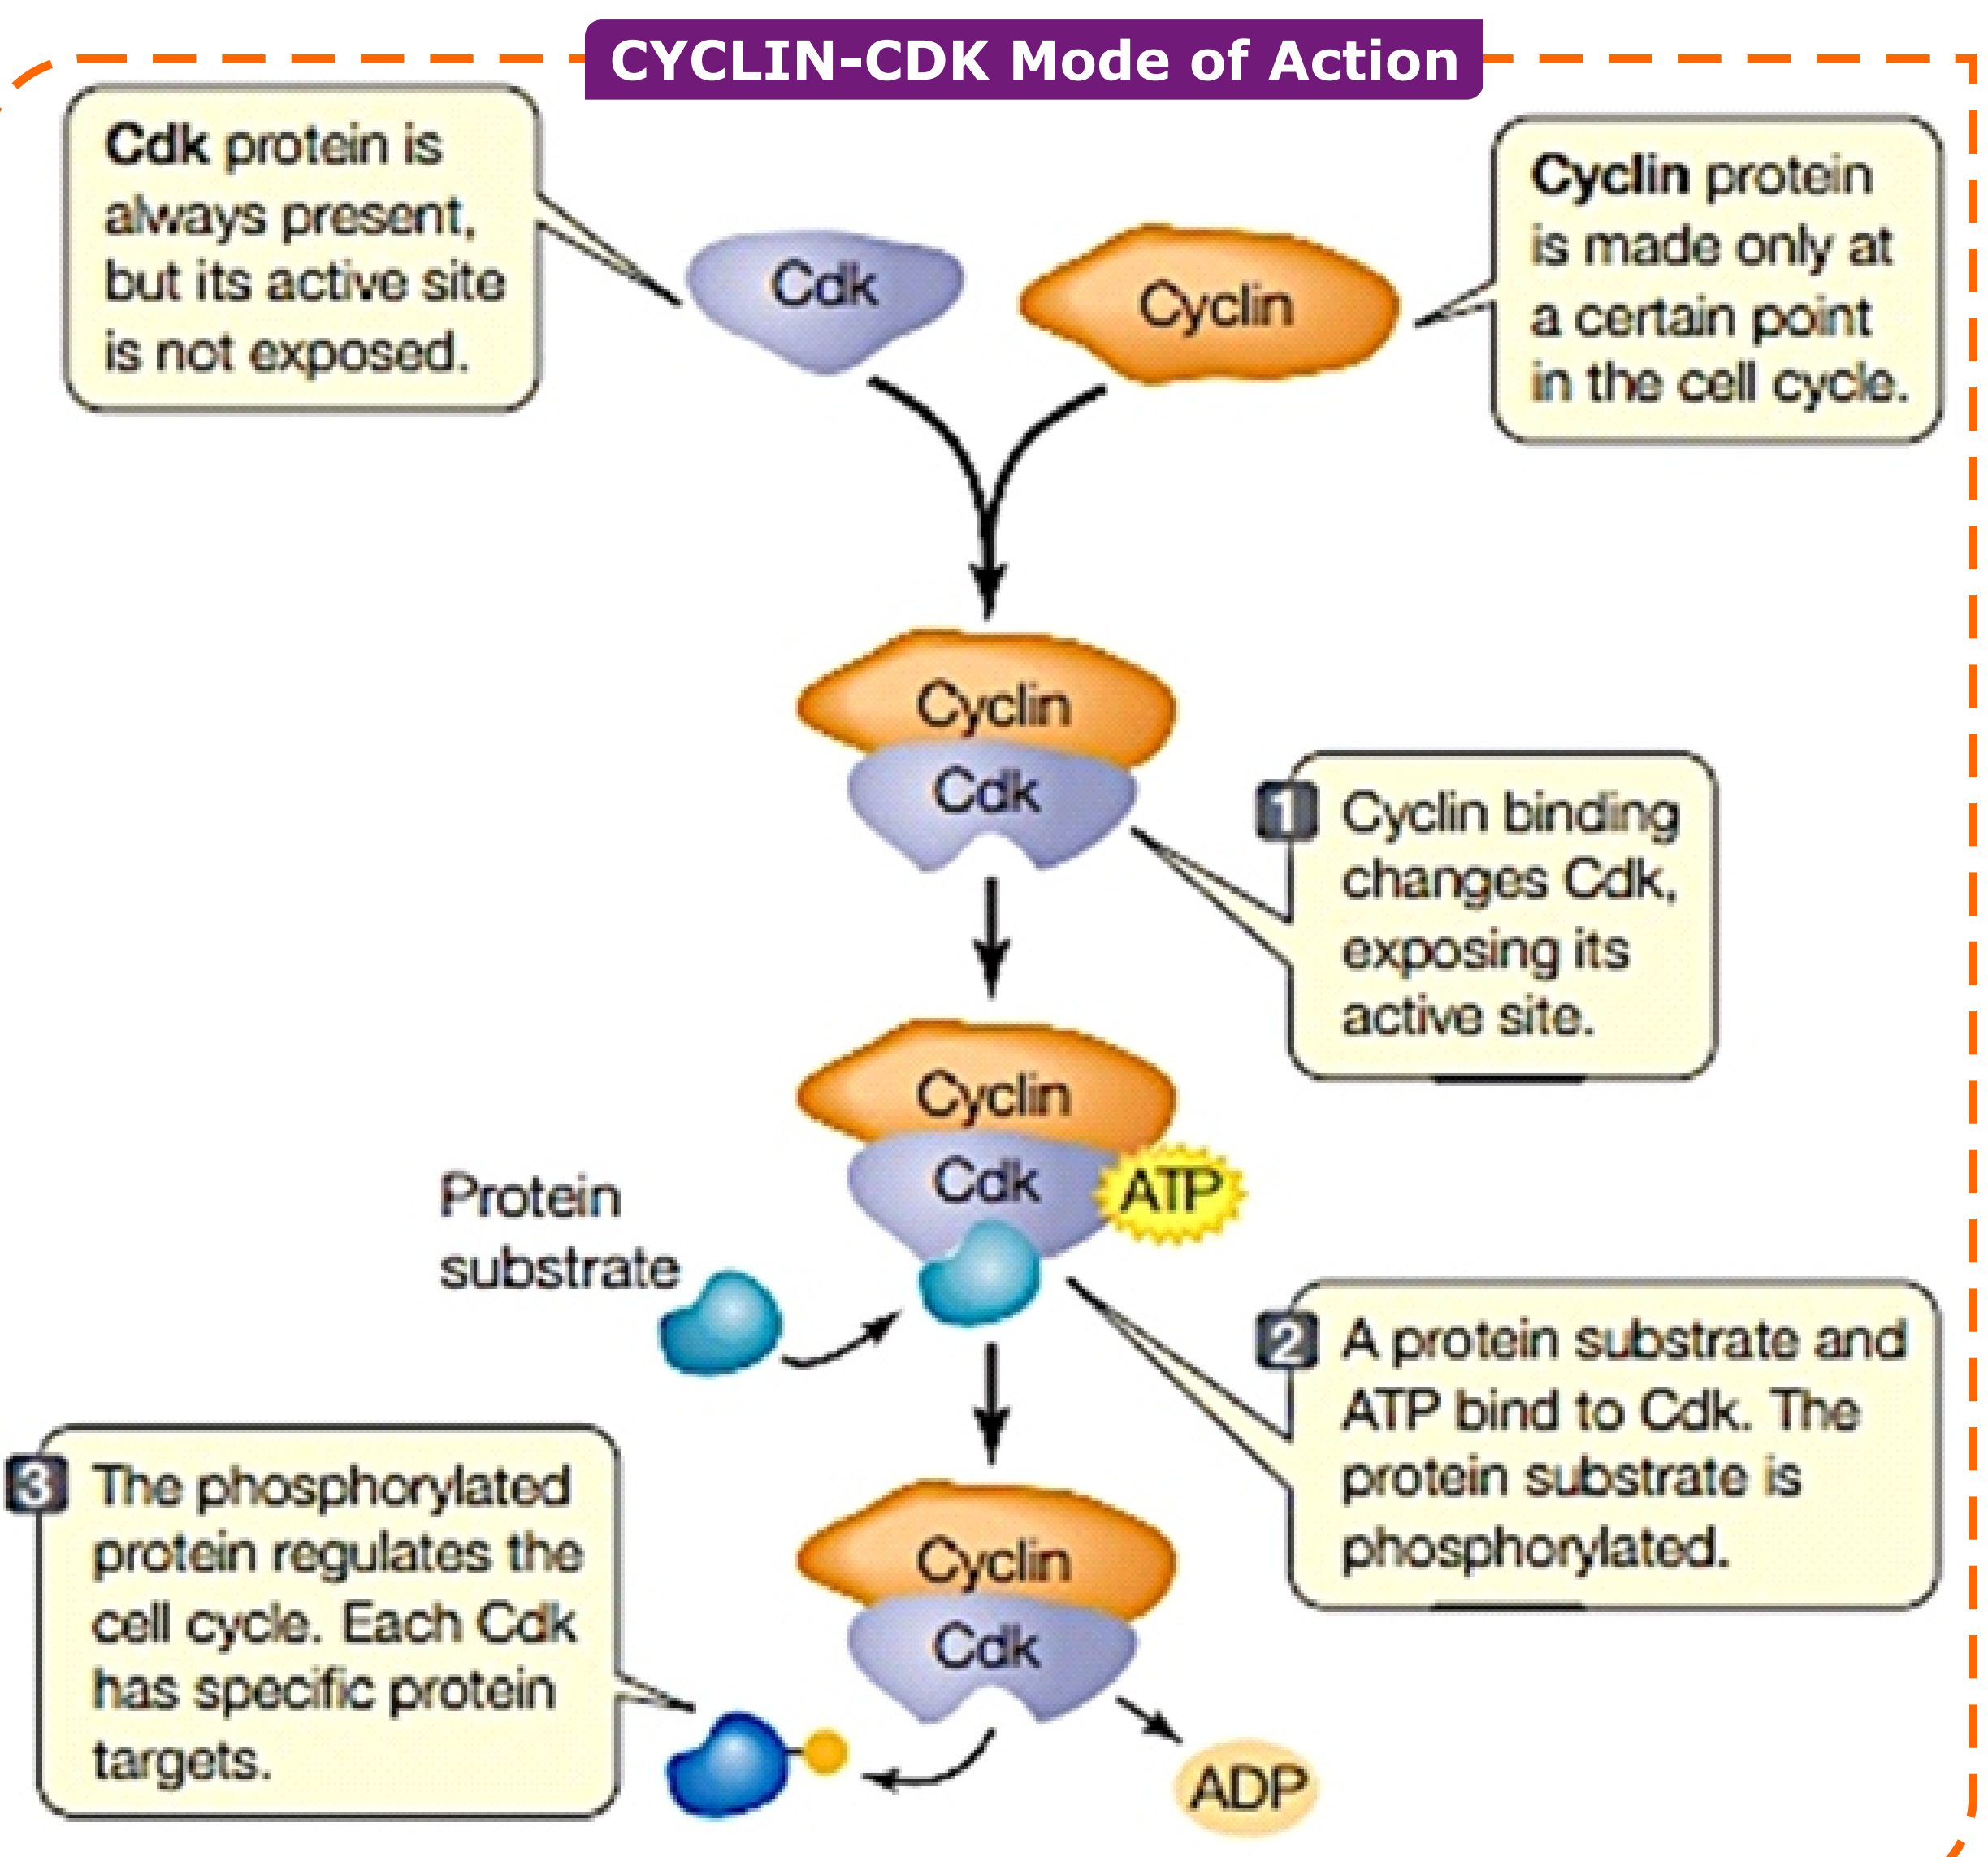 CYCLIN-CDK Mode of Action
Cdk protein is
always present,
but its active site
is not exposed.
Cdk
Cyclin
Cyclin protein
is made only at
a certain point
in the cell cycle.
Cyclin
Cdk
1 Cyclin binding
changes Cdk,
exposing its
active site.
Cyclin
Cdk
ATP
Protein
substrate
2 A protein substrate and
ATP bind to Cdk. The
protein substrate is
phosphorylated.
3 The phosphorylated
protein regulates the
cell cycle. Each Cdk
has specific protein
targets.
Cyclin
Cdk
ADP